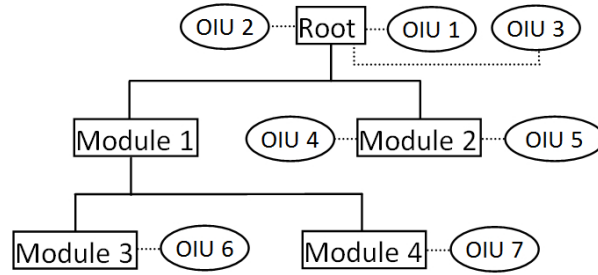 OIU 2
Root
OIU 1
OIU 3
Module 1
OIU 4
Module 2
OIU 5
Module 3
OIU 6
Module 4
OIU 7